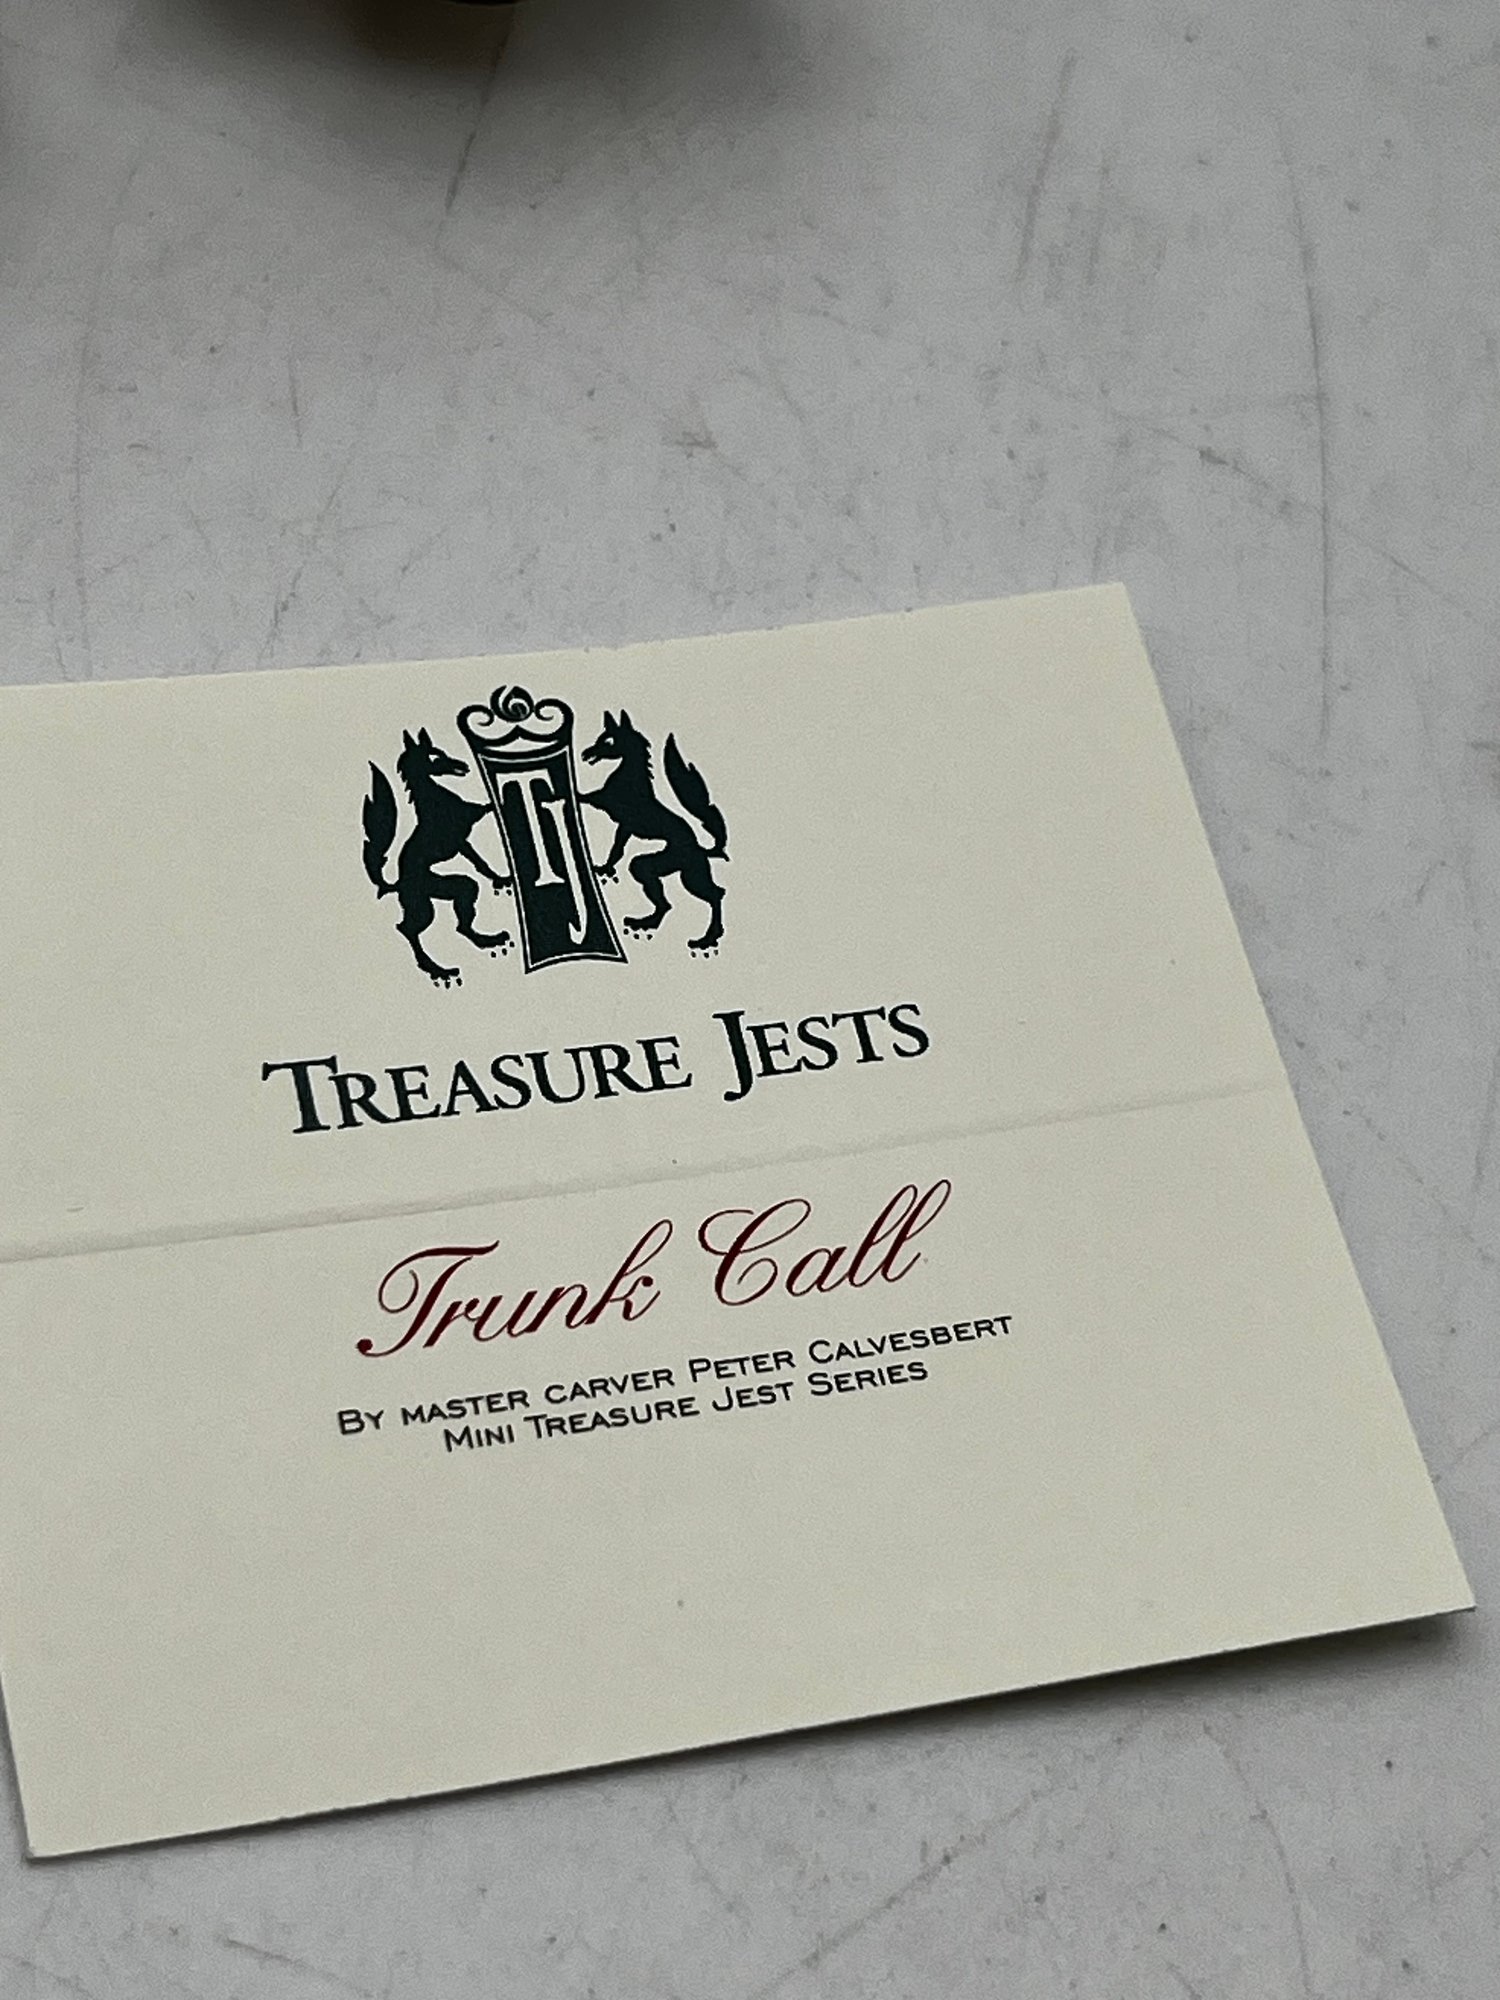 TJ
TREASURE JESTS
Trunk Call
BY MASTER CARVER PETER CALVESBERT
MINI TREASURE JEST SERIES